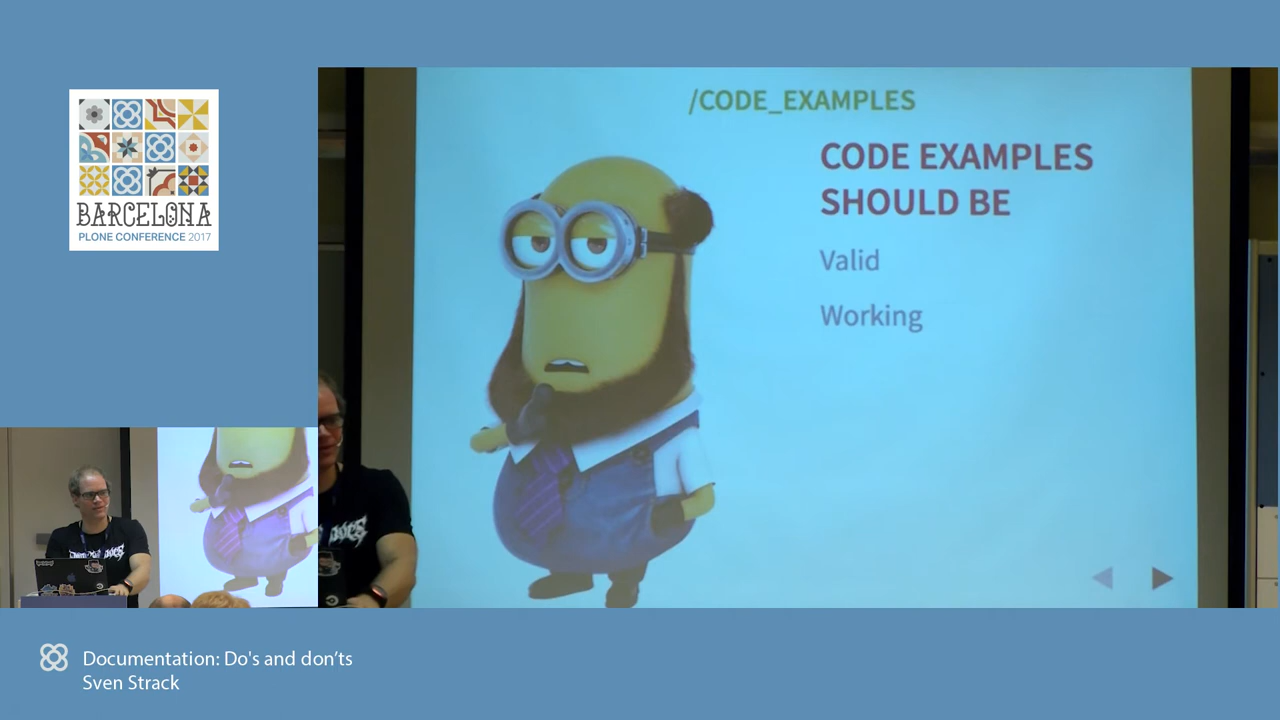 BARCELONA
PLONE CONFERENCE 2017
/CODE_EXAMPLES
CODE EXAMPLES
SHOULD BE
Valid
Working
Documentation: Do's and don’ts
Sven Strack